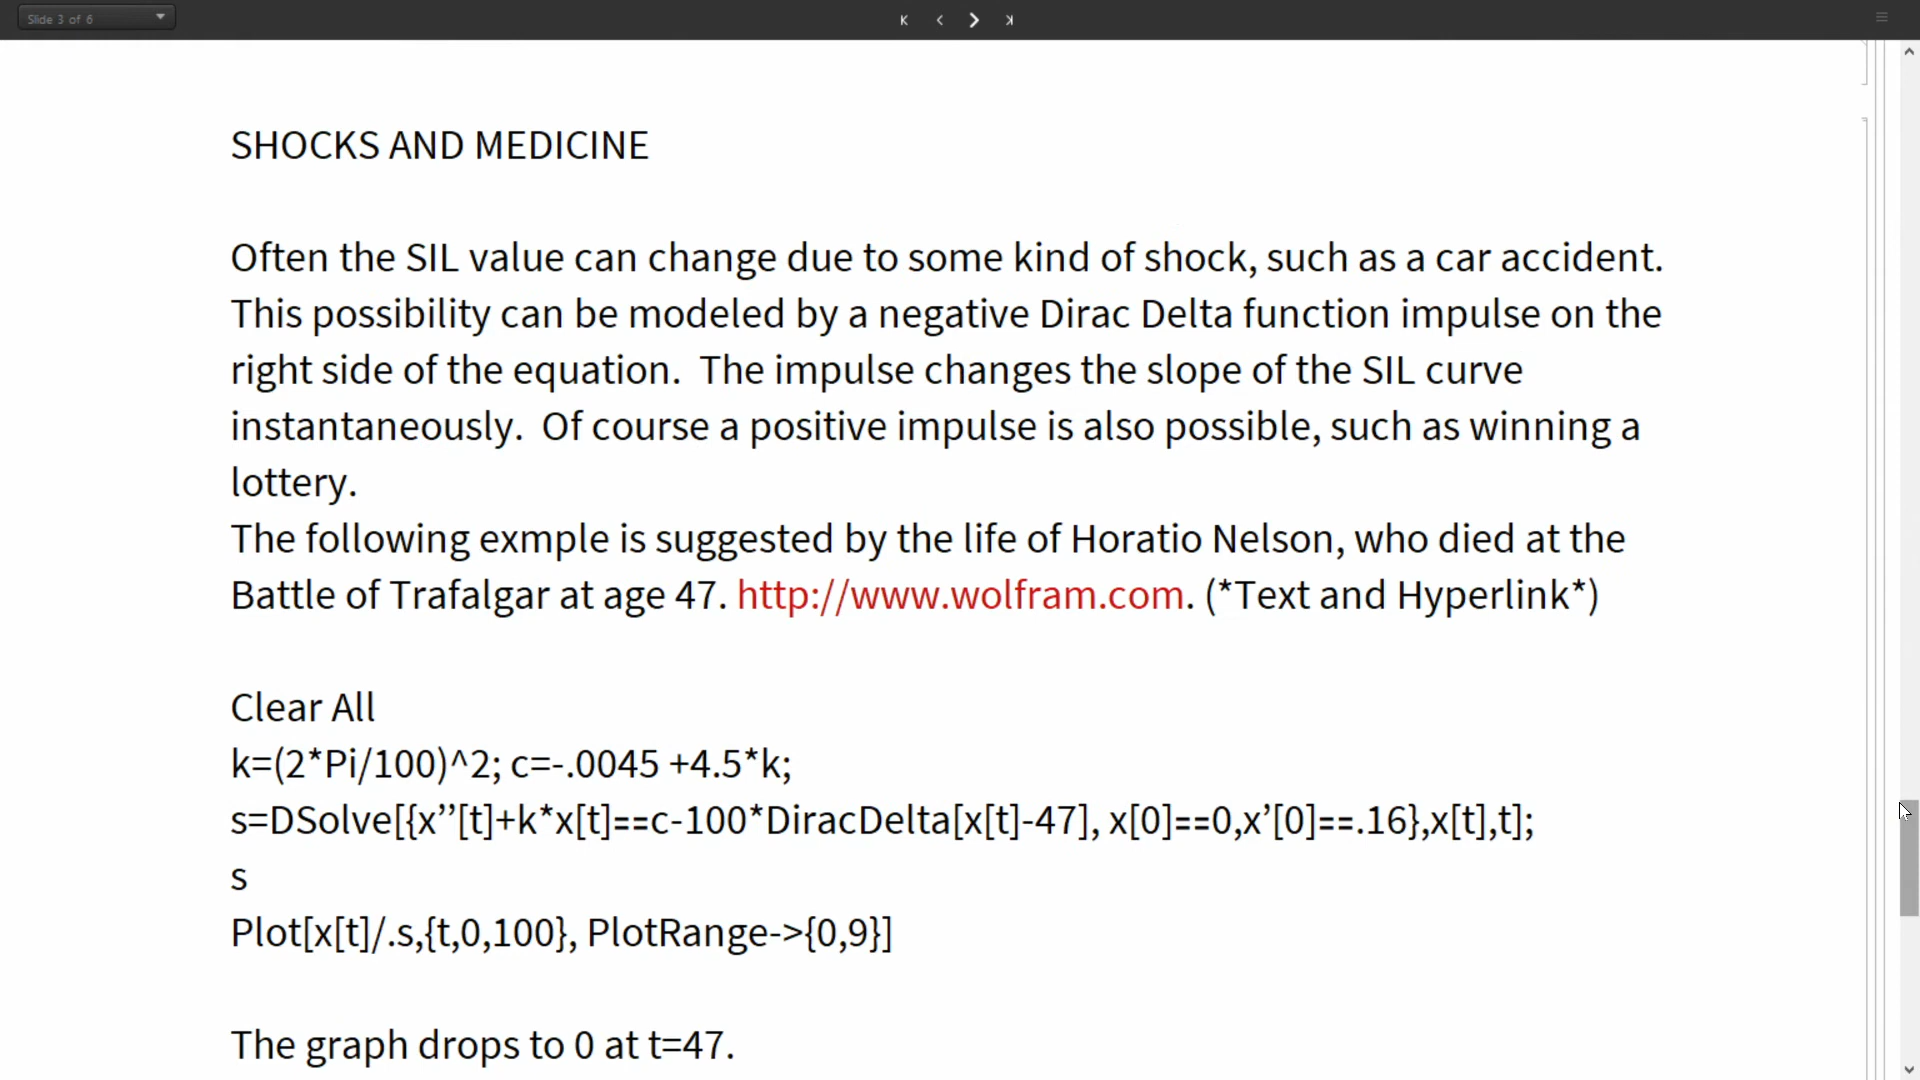 Slide 3 of 6
SHOCKS AND MEDICINE
Often the SIL value can change due to some kind of shock, such as a car accident.
This possibility can be modeled by a negative Dirac Delta function impulse on the
right side of the equation.  The impulse changes the slope of the SIL curve
instantaneously.  Of course a positive impulse is also possible, such as winning a
lottery.
The following exmple is suggested by the life of Horatio Nelson, who died at the
Battle of Trafalgar at age 47. http://www.wolfram.com. (*Text and Hyperlink*)
Clear All
k=(2*Pi/100)^2; c=-.0045 +4.5*k;
s=DSolve[{x’’[t]+k*x[t]==c-100*DiracDelta[x[t]-47], x[0]==0,x’[0]==.16},x[t],t];
s
Plot[x[t]/.s,{t,0,100}, PlotRange->{0,9}]
The graph drops to 0 at t=47.